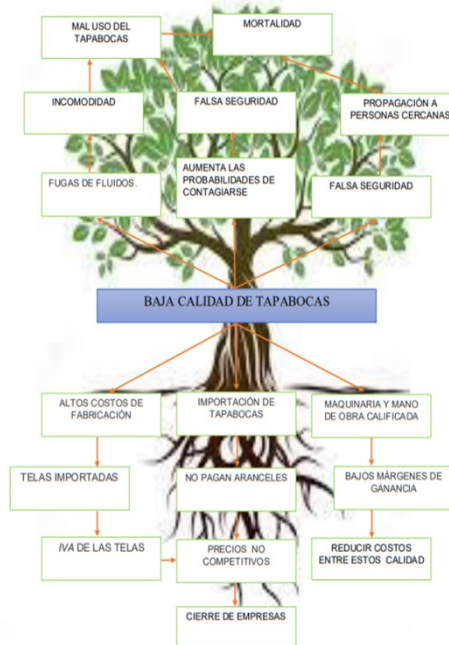 MAL USO DEL
TAPABOCAS
MORTALIDAD
INCOMODIDAD
FALSA SEGURIDAD
PROPAGACIÓN A
PERSONAS CERCANAS
FUGAS DE FLUIDOS.
AUMENTA LAS
PROBABILIDADES DE
CONTAGIARSE
FALSA SEGURIDAD
BAJA CALIDAD DE TAPABOCAS
ALTOS COSTOS DE
FABRICACIÓN
IMPORTACIÓN DE
TAPABOCAS
MAQUINARIA Y MANO
DE OBRA CALIFICADA
TELAS IMPORTADAS
NO PAGAN ARANCELES
BAJOS MÁRGENES DE
GANANCIA
IVA DE LAS TELAS
PRECIOS NO
COMPETITIVOS
REDUCIR COSTOS
ENTRE ESTOS CALIDAD
CIERRE DE EMPRESAS